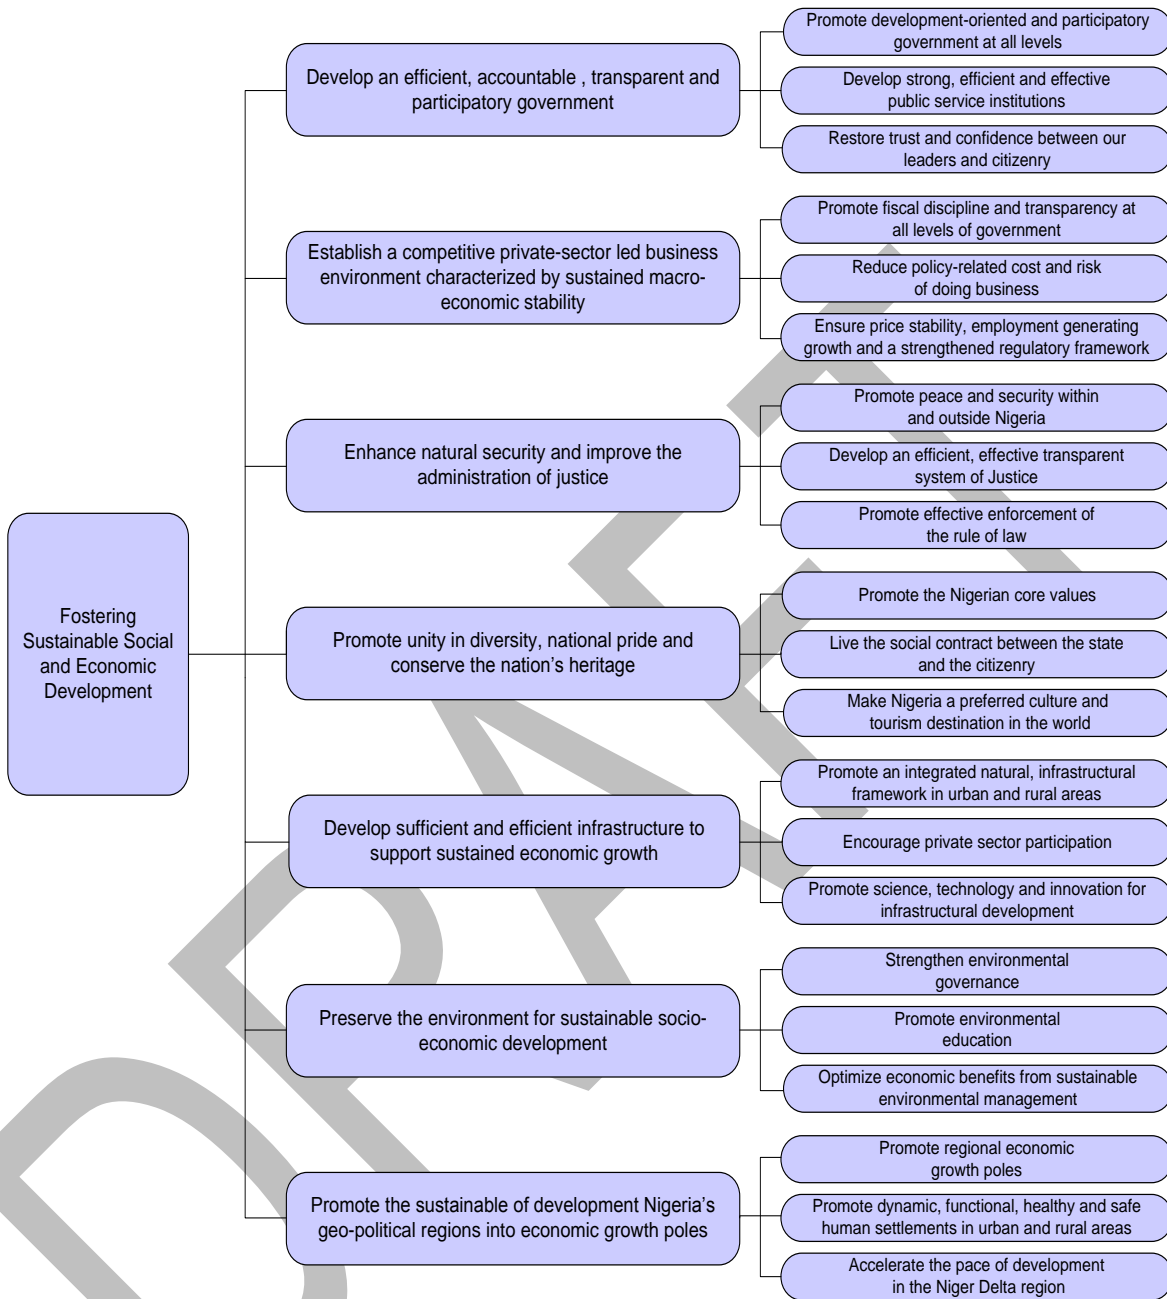 Fostering
Sustainable Social
and Economic
Development
Develop an efficient, accountable , transparent and
participatory government
Promote development-oriented and participatory
government at all levels
Develop strong, efficient and effective
public service institutions
Restore trust and confidence between our
leaders and citizenry
Establish a competitive private-sector led business
environment characterized by sustained macro-
economic stability
Promote fiscal discipline and transparency at
all levels of government
Reduce policy-related cost and risk
of doing business
Ensure price stability, employment generating
growth and a strengthened regulatory framework
Enhance natural security and improve the
administration of justice
Promote peace and security within
and outside Nigeria
Develop an efficient, effective transparent
system of Justice
Promote effective enforcement of
the rule of law
Promote unity in diversity, national pride and
conserve the nation’s heritage
Promote the Nigerian core values
Live the social contract between the state
and the citizenry
Make Nigeria a preferred culture and
tourism destination in the world
Develop sufficient and efficient infrastructure to
support sustained economic growth
Promote an integrated natural, infrastructural
framework in urban and rural areas
Encourage private sector participation
Promote science, technology and innovation for
infrastructural development
Preserve the environment for sustainable socio-
economic development
Strengthen environmental
governance
Promote environmental
education
Optimize economic benefits from sustainable
environmental management
Promote the sustainable of development Nigeria’s
geo-political regions into economic growth poles
Promote regional economic
growth poles
Promote dynamic, functional, healthy and safe
human settlements in urban and rural areas
Accelerate the pace of development
in the Niger Delta region
DRAFT